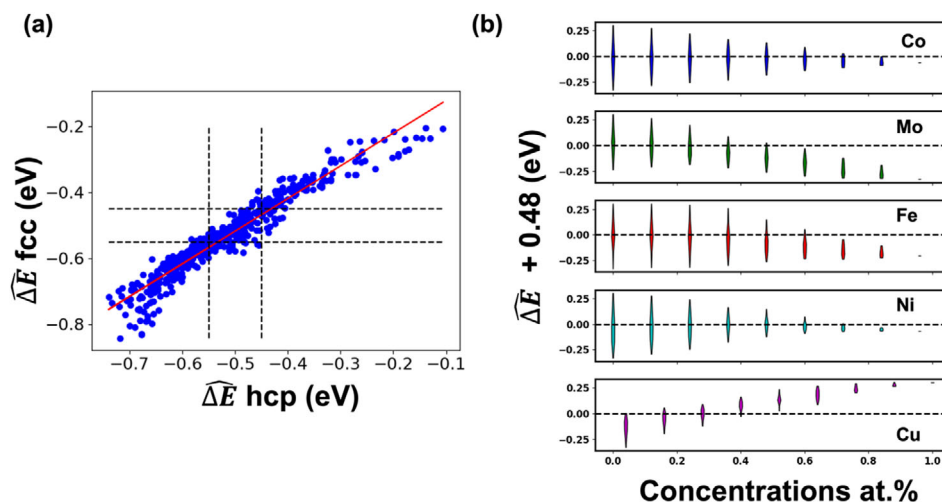 (a)
−0.2
−0.4
−0.6
−0.8
−0.7 −0.6 −0.5 −0.4 −0.3 −0.2 −0.1
ΔÊ fcc (eV)
ΔÊ hcp (eV)
(b)
0.25
0.00
−0.25
Co
0.25
0.00
−0.25
Mo
0.25
0.00
−0.25
Fe
0.25
0.00
−0.25
Ni
0.25
0.00
−0.25
Cu
0.0 0.2 0.4 0.6 0.8 1.0
ΔÊ + 0.48 (eV)
Concentrations at.%